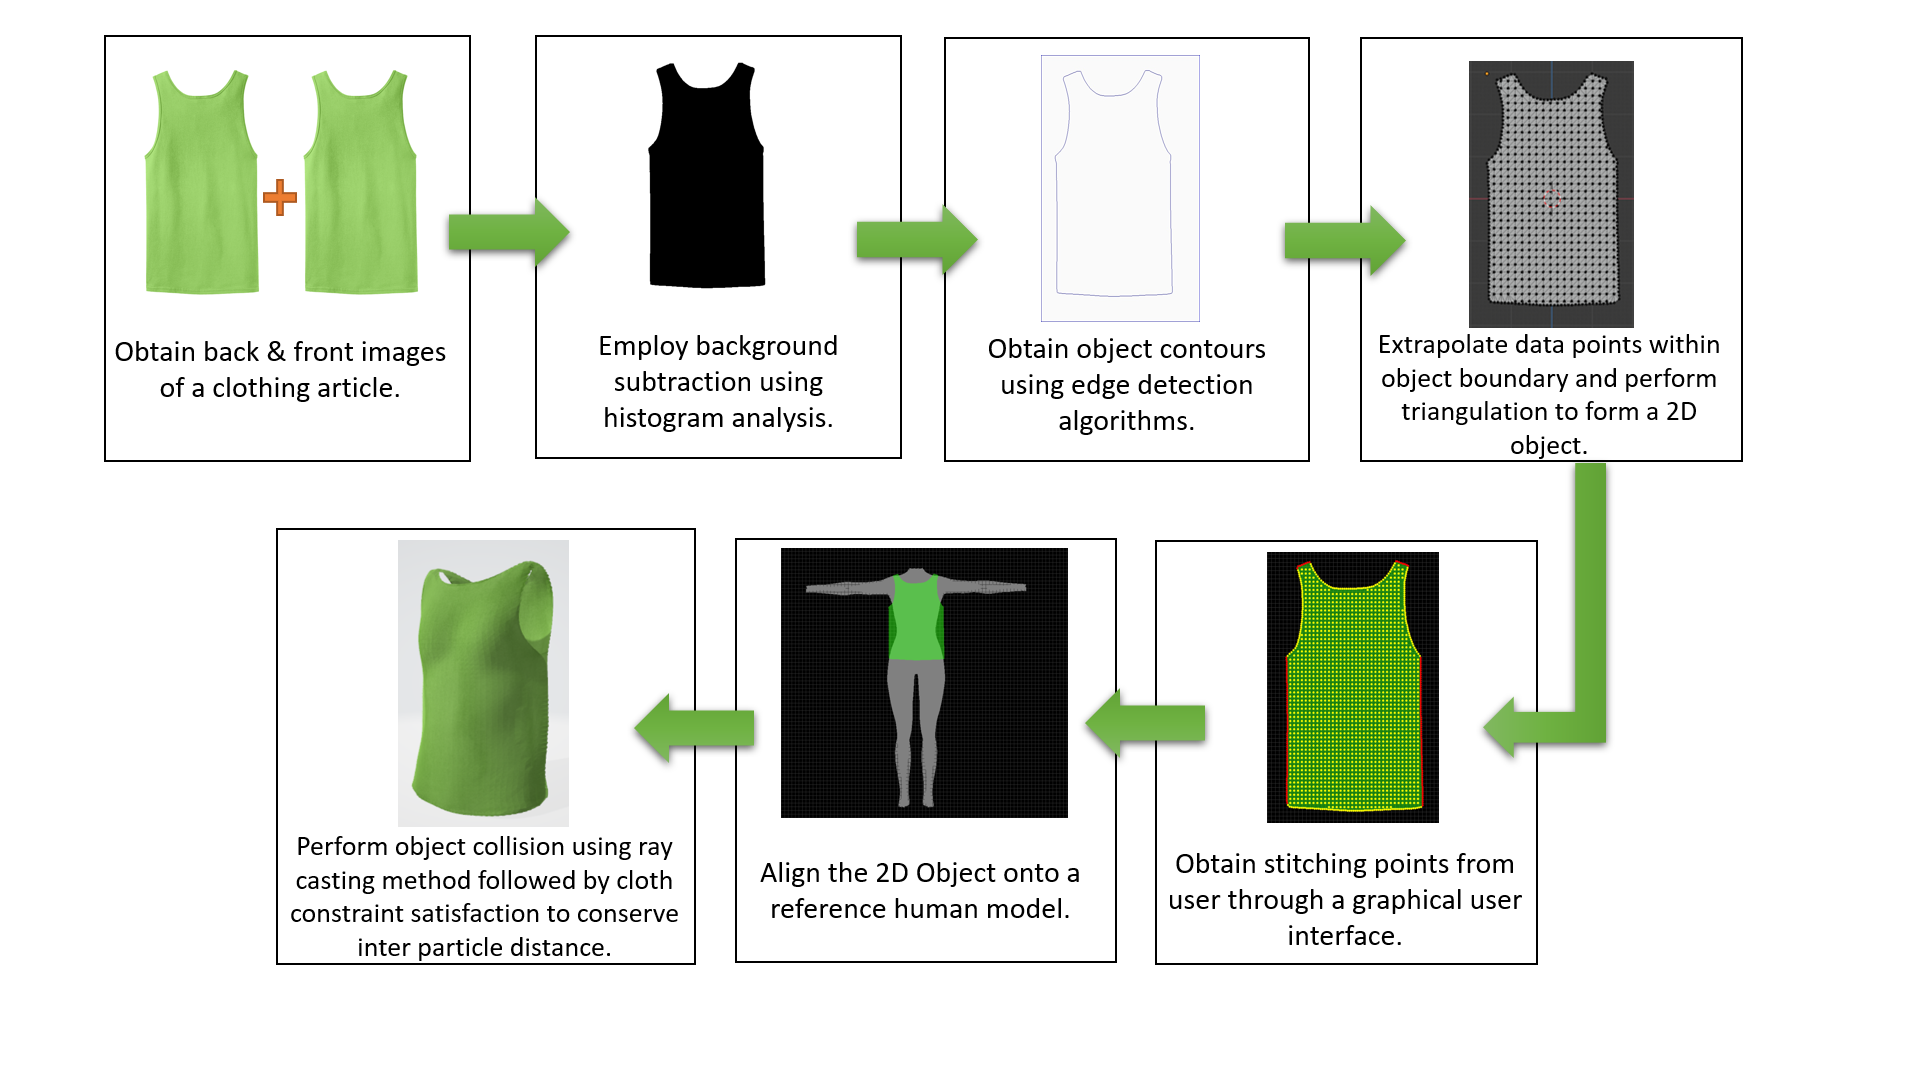 Obtain back & front images
of a clothing article.
Employ background
subtraction using
histogram analysis.
Obtain object contours
using edge detection
algorithms.
Extrapolate data points within
object boundary and perform
triangulation to form a 2D
object.
Obtain stitching points from
user through a graphical user
interface.
Align the 2D Object onto a
reference human model.
Perform object collision using ray
casting method followed by cloth
constraint satisfaction to conserve
inter particle distance.